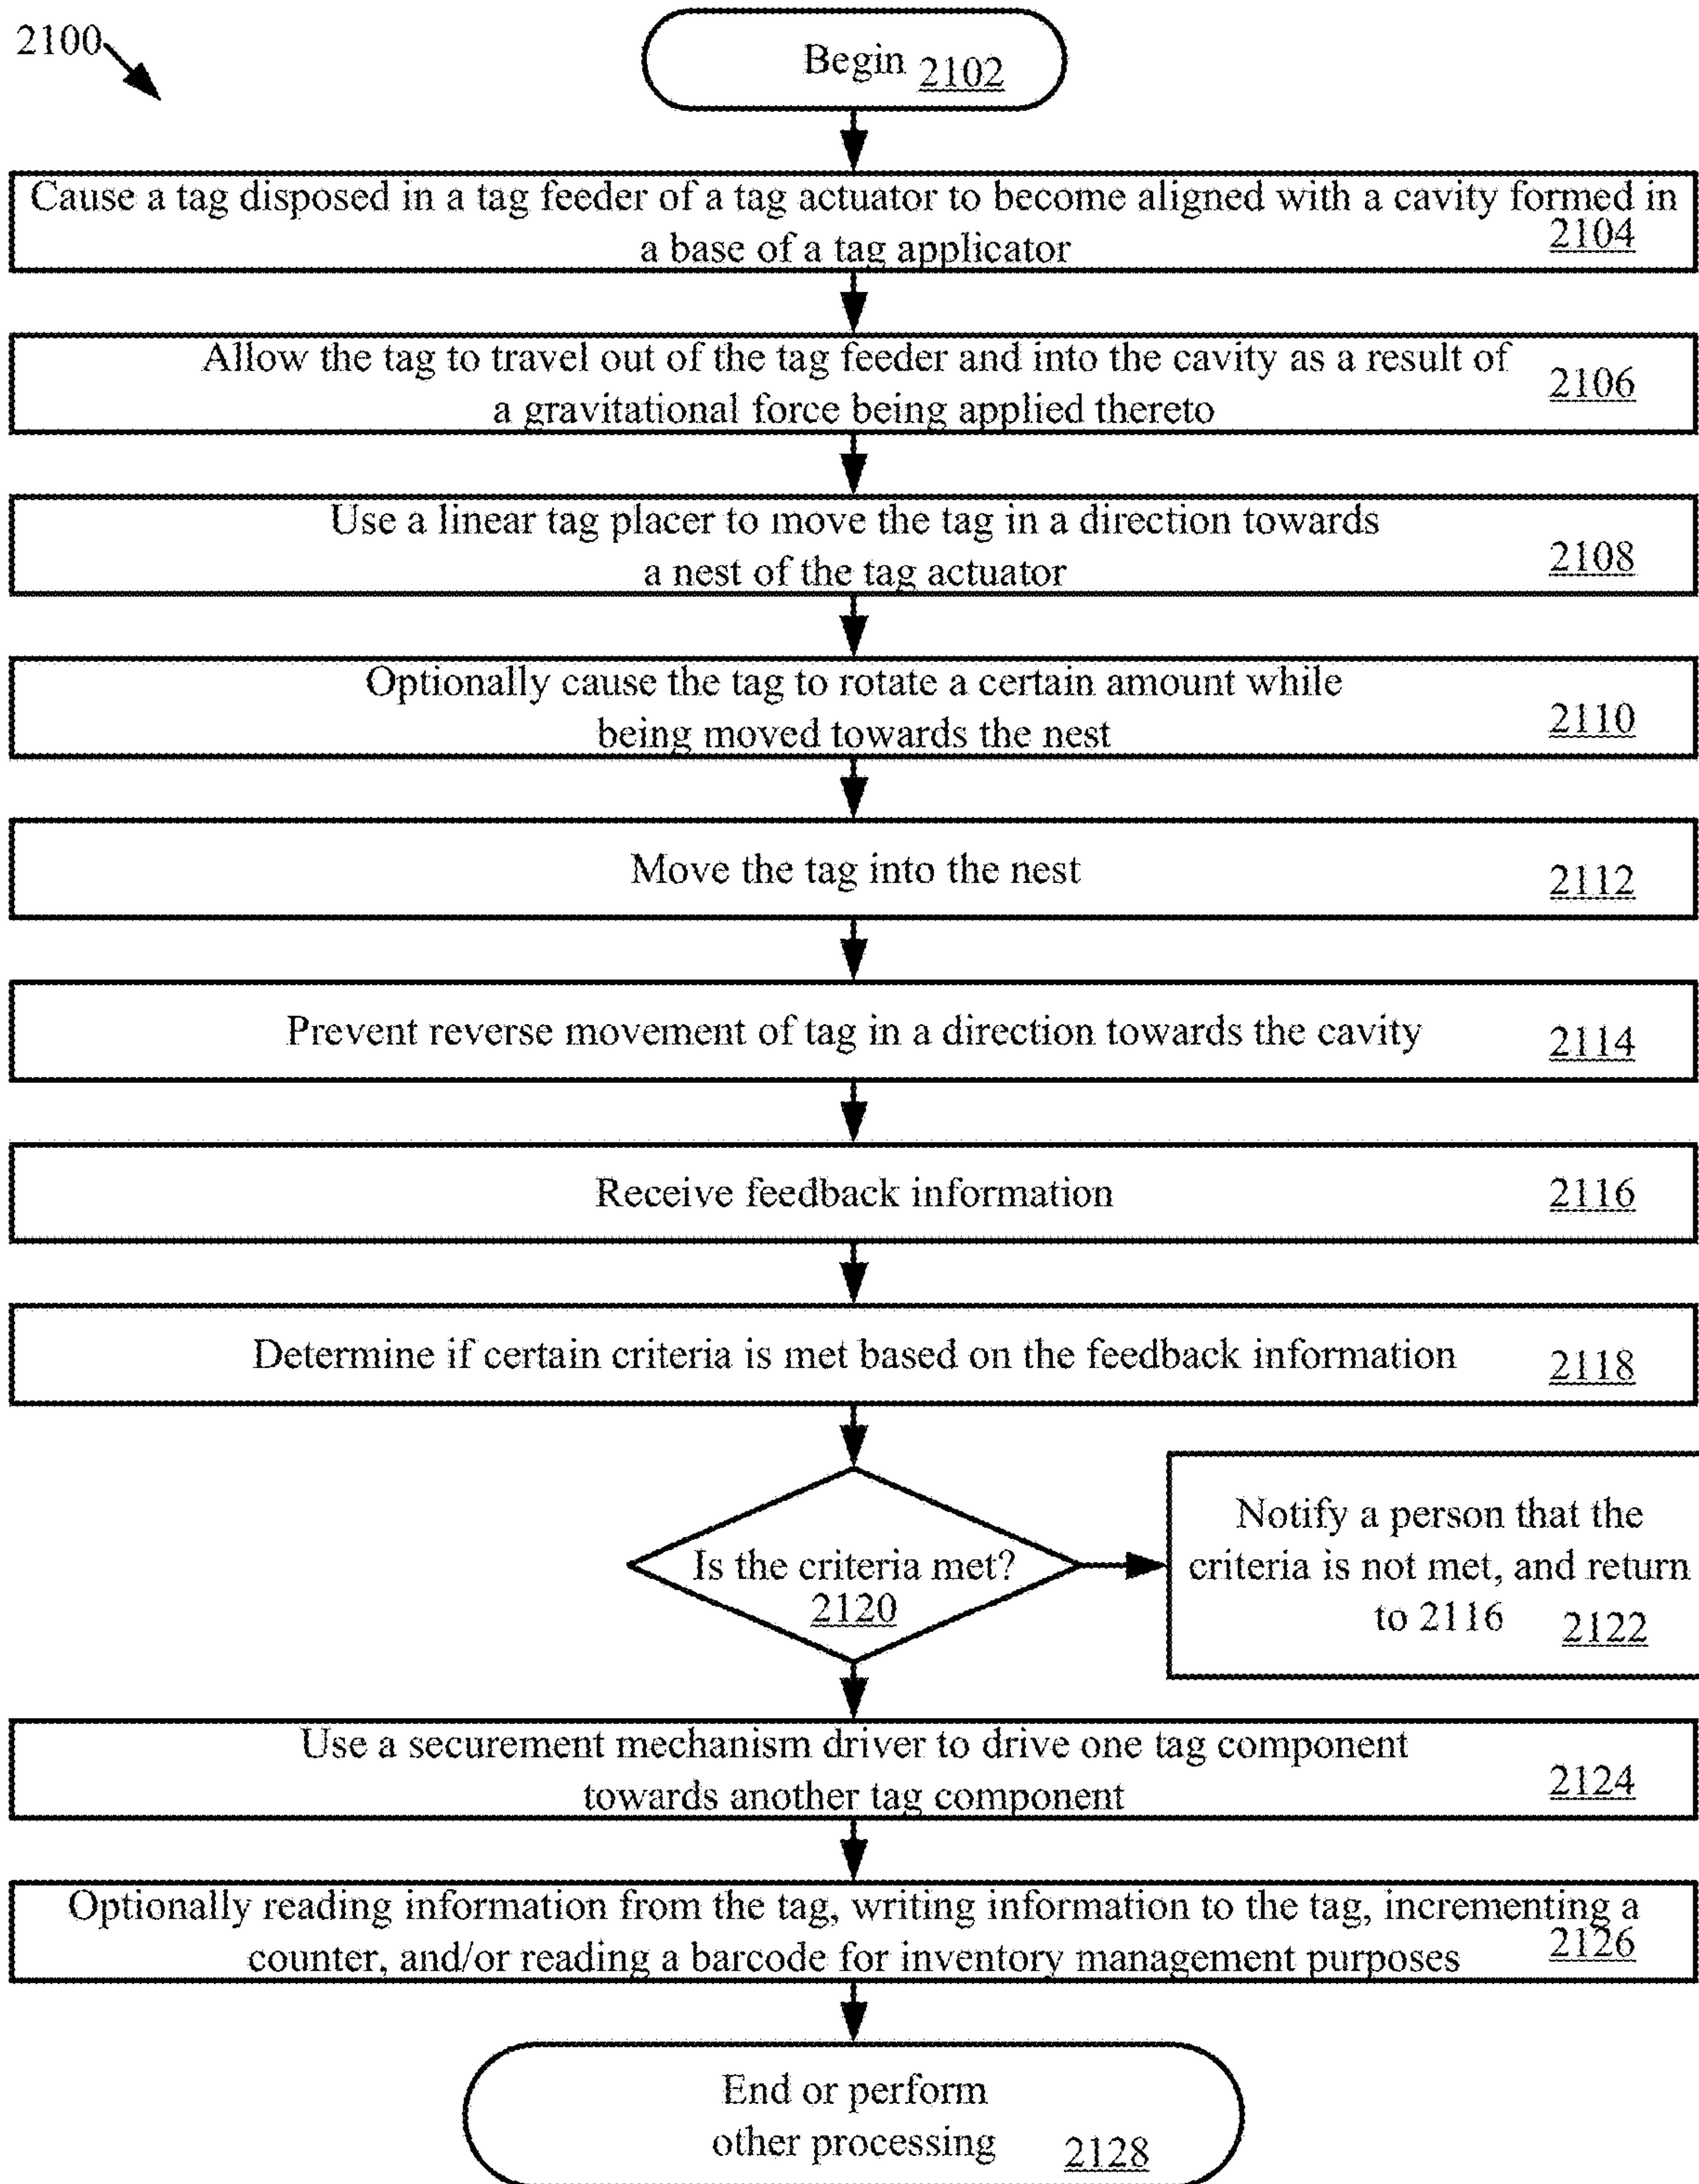 2100
Begin 2102
Cause a tag disposed in a tag feeder of a tag actuator to become aligned with a cavity formed in
a base of a tag applicator
2104
Allow the tag to travel out of the tag feeder and into the cavity as a result of
a gravitational force being applied thereto
2106
Use a linear tag placer to move the tag in a direction towards
a nest of the tag actuator
2108
Optionally cause the tag to rotate a certain amount while
being moved towards the nest
2110
Move the tag into the nest
2112
Prevent reverse movement of tag in a direction towards the cavity
2114
Receive feedback information
2116
Determine if certain criteria is met based on the feedback information
2118
Is the criteria met?
2120
Notify a person that the
criteria is not met, and return
to 2116 2122
Use a securement mechanism driver to drive one tag component
towards another tag component
2124
Optionally reading information from the tag, writing information to the tag, incrementing a
counter, and/or reading a barcode for inventory management purposes
2126
End or perform
other processing 2128